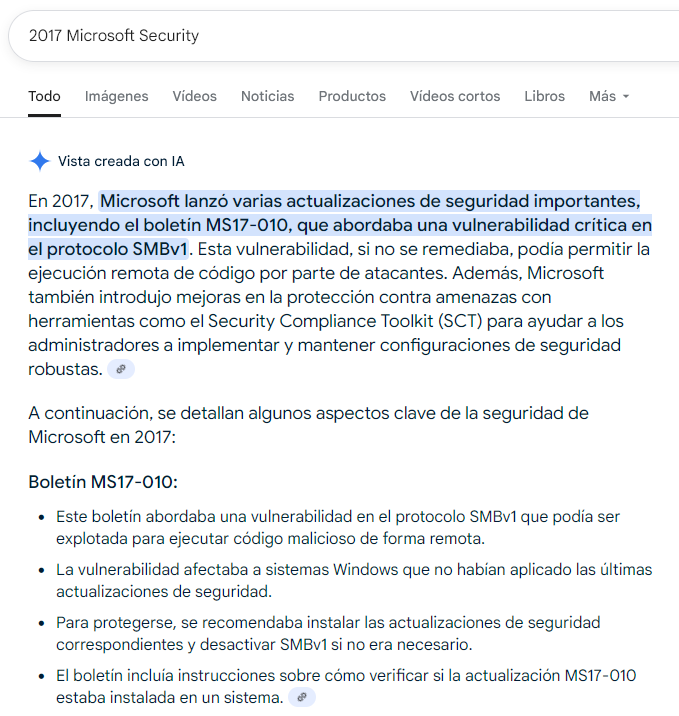 2017 Microsoft Security
Todo Imágenes Vídeos Noticias Productos Vídeos cortos Libros Más
Vista creada con IA
En 2017, Microsoft lanzó varias actualizaciones de seguridad importantes,
incluyendo el boletín MS17-010, que abordaba una vulnerabilidad crítica en
el protocolo SMBv1. Esta vulnerabilidad, si no se remediaba, podía permitir la
ejecución remota de código por parte de atacantes. Además, Microsoft
también introdujo mejoras en la protección contra amenazas con
herramientas como el Security Compliance Toolkit (SCT) para ayudar a los
administradores a implementar y mantener configuraciones de seguridad
robustas.
A continuación, se detallan algunos aspectos clave de la seguridad de
Microsoft en 2017:
Boletín MS17-010:
• Este boletín abordaba una vulnerabilidad en el protocolo SMBv1 que podía ser
explotada para ejecutar código malicioso de forma remota.
• La vulnerabilidad afectaba a sistemas Windows que no habían aplicado las últimas
actualizaciones de seguridad.
• Para protegerse, se recomendaba instalar las actualizaciones de seguridad
correspondientes y desactivar SMBv1 si no era necesario.
• El boletín incluía instrucciones sobre cómo verificar si la actualización MS17-010
estaba instalada en un sistema.